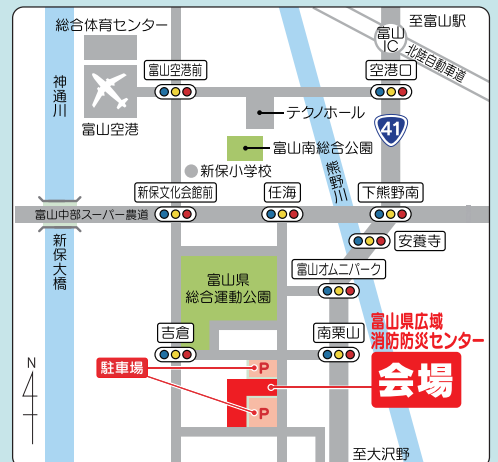 総合体育センター
至富山駅
富山
IC
北陸自動車道
富山空港前
空港口
神通川
富山空港
テクノホール
41
富山南総合公園
新保小学校
熊野川
新保文化会館前
任海
下熊野南
富山中部スーパー農道
安養寺
新保大橋
富山オムニパーク
富山県
総合運動公園
吉倉
南栗山
富山県広域
消防防災センター
会場
駐車場
P
P
N
4
至大沢野